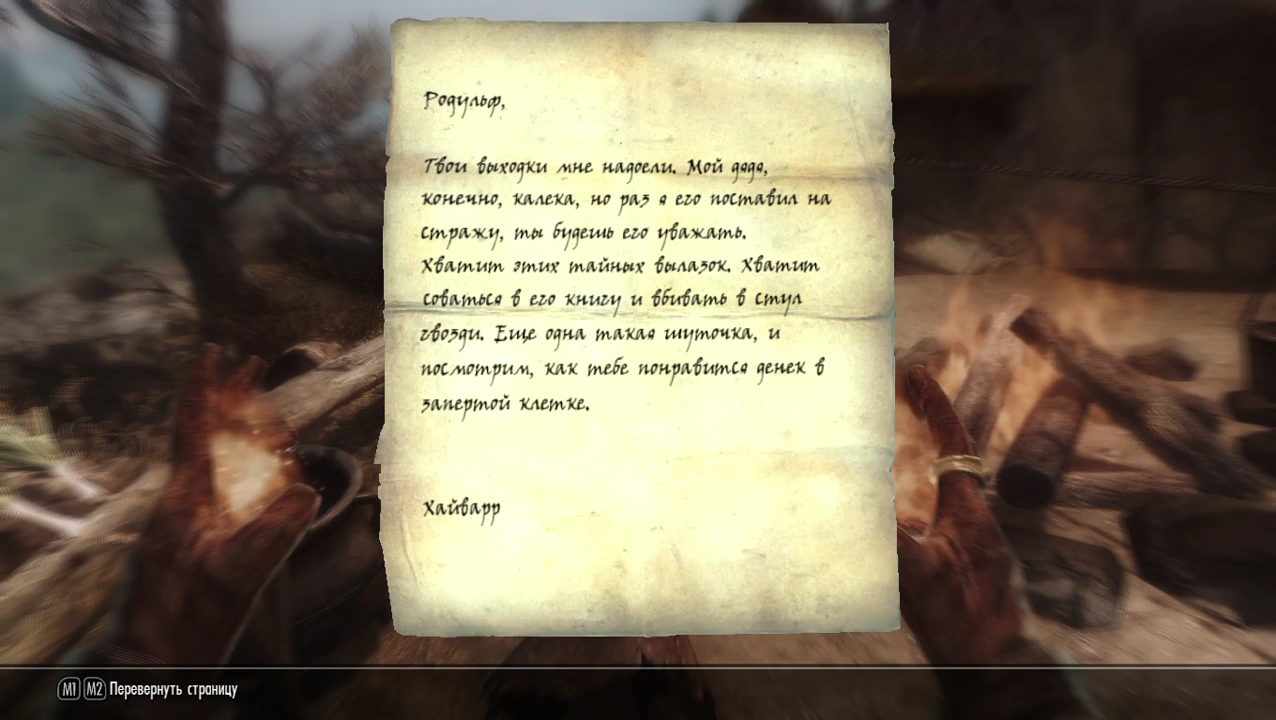 Родульф,
Твои выходки мне надоели. Мой дядя,
конечно, калека, но раз я его поставил на
стражу, ты будешь его уважать.
Хватит этих тайных вылазок. Хватит
соваться в его книгу и вбивать в стул
гвозди. Еще одна такая шуточка, и
посмотрим, как тебе понравится денек в
запертой клетке.
Хайварр
M1 M2 Перевернуть страницу